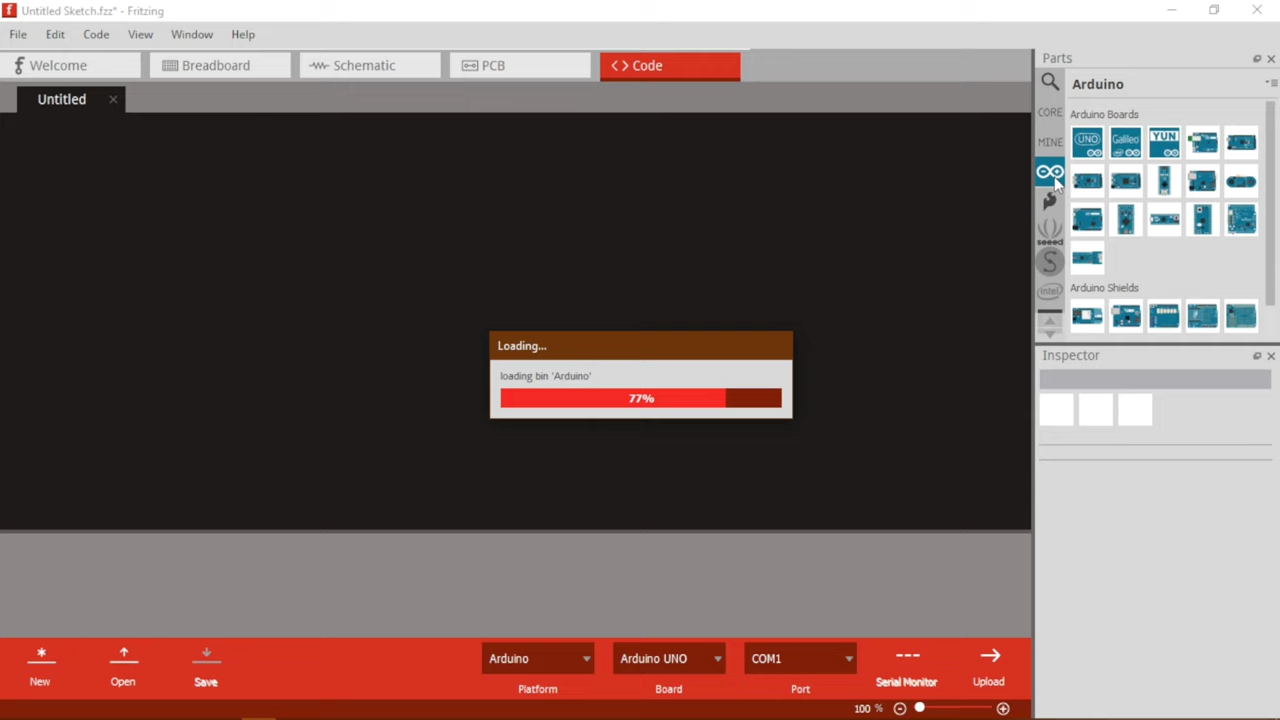 Untitled Sketch.fzz* - Fritzing
File Edit Code View Window Help
Welcome Breadboard Schematic PCB <> Code
Untitled
Parts
Arduino
CORE
MINE
seeed
intel
Arduino Boards
UNO Galileo YUN
Arduino Shields
Inspector
Loading...
loading bin 'Arduino'
77%
New Open Save
Arduino Arduino UNO COM1
Platform Board Port
Serial Monitor Upload
100 %